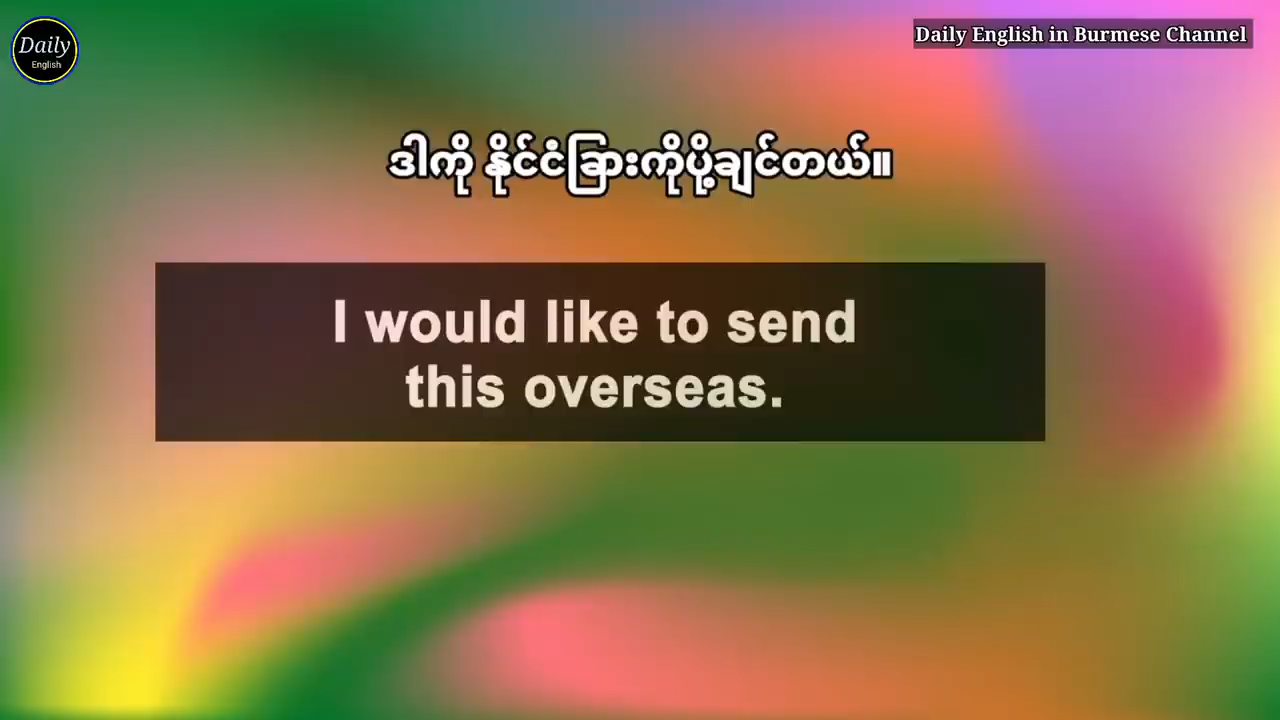 Daily
English
Daily English in Burmese Channel
ဒါကို နိုင်ငံခြားကိုပို့ချင်တယ်။
I would like to send
this overseas.